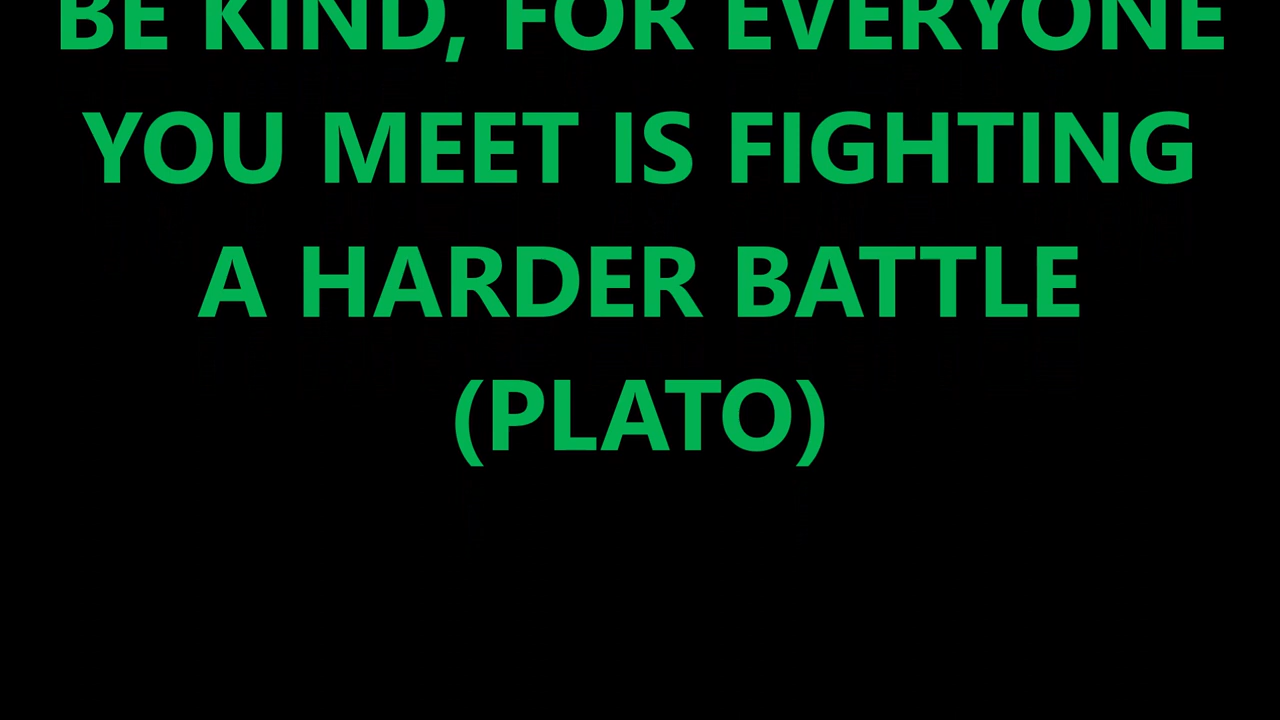 BE KIND, FOR EVERYONE
YOU MEET IS FIGHTING
A HARDER BATTLE
(PLATO)